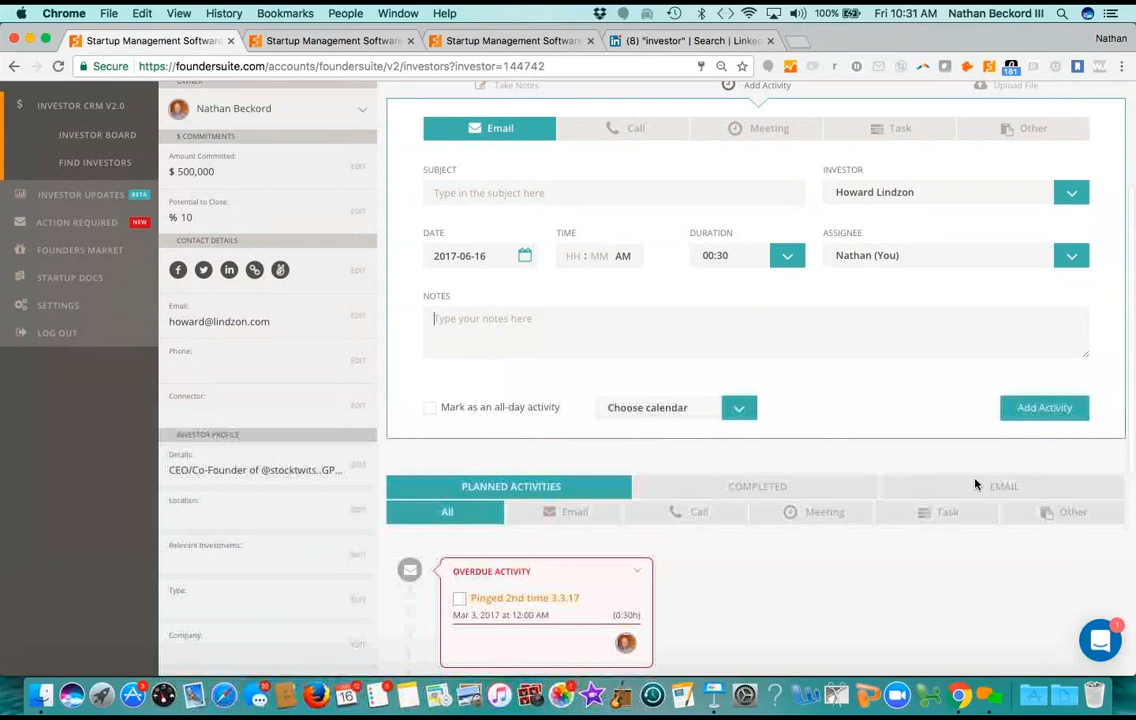 Chrome File Edit View History Bookmarks People Window Help 100% Fri 10:31 AM Nathan Beckord III
Startup Management Software × Startup Management Software × Startup Management Software × (8) "investor" | Search | Linke × Nathan
Secure https://foundersuite.com/accounts/foundersuite/v2/investors?investor=144742 181
OWNER
Nathan Beckord
$ COMMITMENTS
Amount Committed:
$ 500,000
EDIT
Potential to Close:
% 10
EDIT
CONTACT DETAILS
EDIT
Email:
howard@lindzon.com
EDIT
Phone:
EDIT
Connector:
EDIT
INVESTOR PROFILE
Details:
CEO/Co-Founder of @stocktwits..GP...
EDIT
Location:
EDIT
Relevant Investments:
EDIT
Type:
EDIT
Company:
EDIT
$ INVESTOR CRM V2.0
INVESTOR BOARD
FIND INVESTORS
INVESTOR UPDATES BETA
ACTION REQUIRED NEW
FOUNDERS MARKET
STARTUP DOCS
SETTINGS
LOG OUT
Take Notes Add Activity Upload File
Email Call Meeting Task Other
SUBJECT INVESTOR
Type in the subject here Howard Lindzon
DATE TIME DURATION ASSIGNEE
2017-06-16 HH : MM AM 00:30 Nathan (You)
NOTES
Type your notes here
Mark as an all-day activity Choose calendar Add Activity
PLANNED ACTIVITIES COMPLETED EMAIL
All Email Call Meeting Task Other
OVERDUE ACTIVITY
Pinged 2nd time 3.3.17
Mar 3, 2017 at 12:00 AM (0:30h)
1